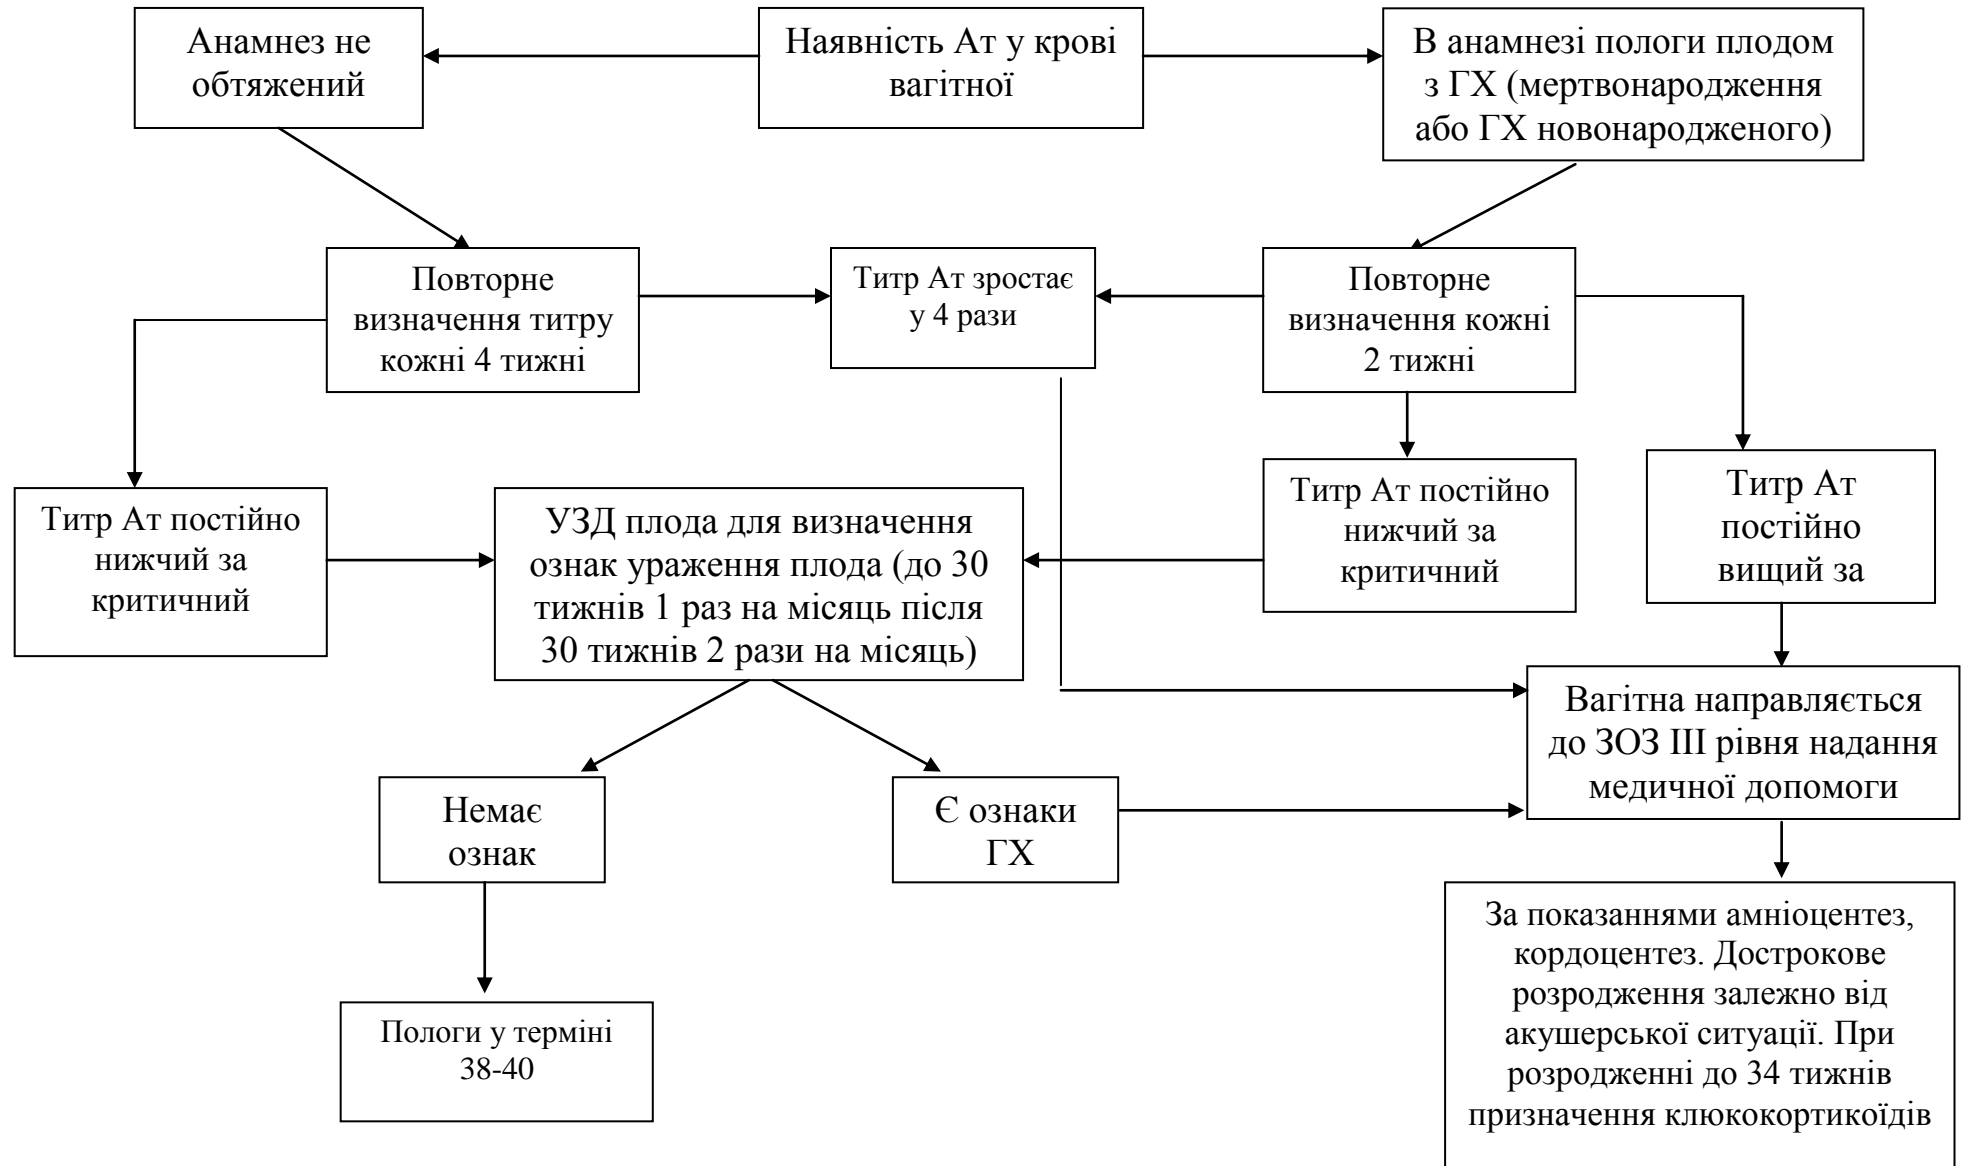 Анамнез не
обтяжений
Наявність Ат у крові
вагітної
В анамнезі пологи плодом
з ГХ (мертвонародження
або ГХ новонародженого)
Повторне
визначення титру
кожні 4 тижні
Титр Ат зростає
у 4 рази
Повторне
визначення кожні
2 тижні
Титр Ат постійно
нижчий за
критичний
УЗД плода для визначення
ознак ураження плода (до 30
тижнів 1 раз на місяць після
30 тижнів 2 рази на місяць)
Титр Ат постійно
нижчий за
критичний
Титр Ат
постійно
вищий за
Вагітна направляється
до ЗОЗ ІІІ рівня надання
медичної допомоги
Немає
ознак
Є ознаки
ГХ
Пологи у терміні
38-40
За показаннями амніоцентез,
кордоцентез. Дострокове
розродження залежно від
акушерської ситуації. При
розродженні до 34 тижнів
призначення клюкокортикоїдів